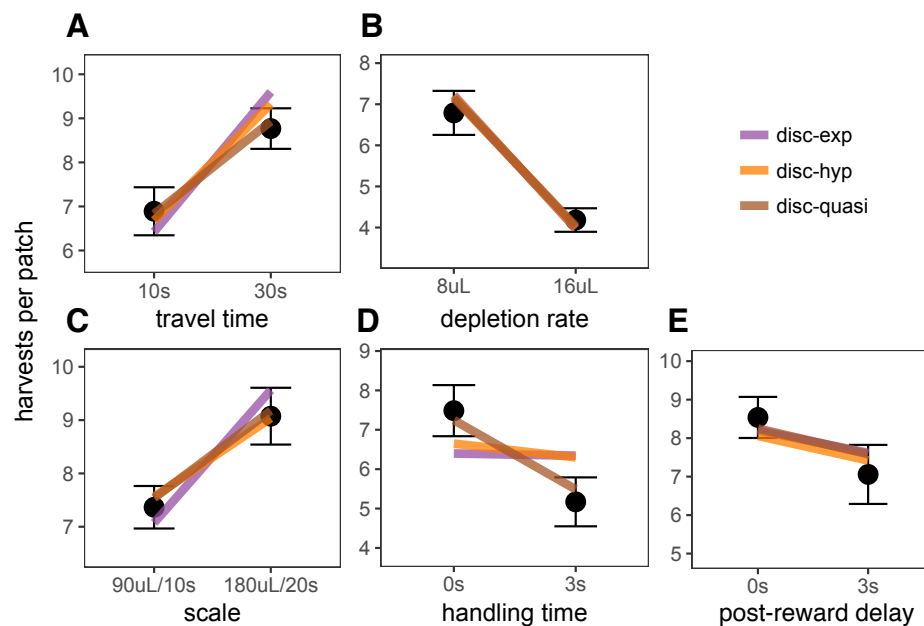 A
B
10
9
8
7
6
10s
30s
travel time
8
7
6
5
4
8uL
16uL
depletion rate
disc-exp
disc-hyp
disc-quasi
harvests per patch
C
D
E
10
9
8
7
90uL/10s
180uL/20s
scale
9
8
7
6
5
4
0s
3s
handling time
10
9
8
7
6
5
0s
3s
post-reward delay